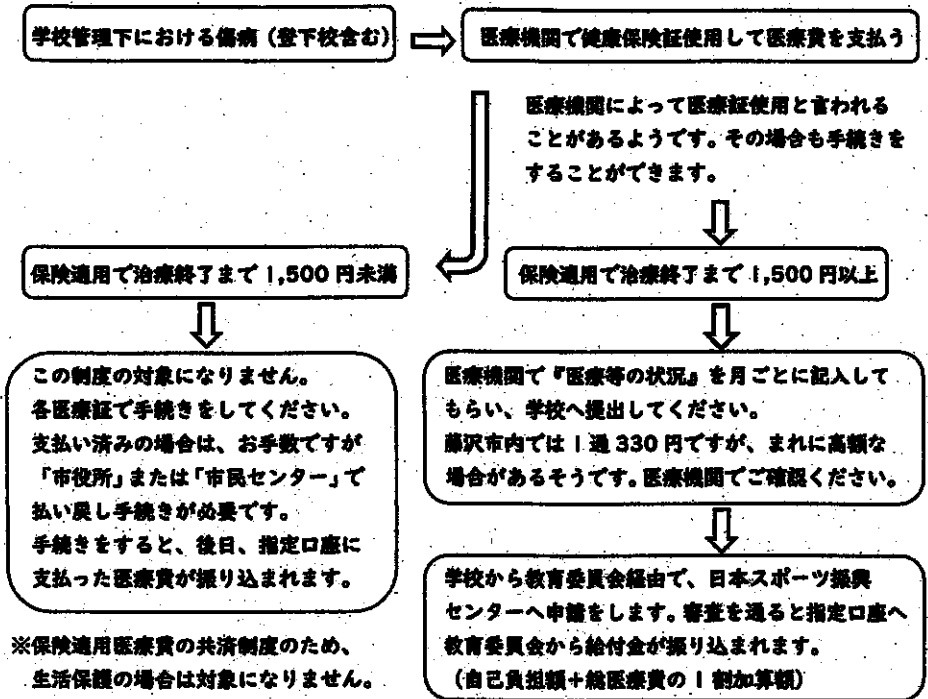 学校管理下における傷病（登下校含む）
医療機関で健康保険証使用して医療費を支払う
医療機関によって医療証使用と言われる
ことがあるようです。その場合も手続きを
することができます。
保険適用で治療終了まで1,500円未満
保険適用で治療終了まで1,500円以上
この制度の対象になりません。
各医療証で手続きをしてください。
支払い済みの場合は、お手数ですが
「市役所」または「市民センター」で
払い戻し手続きが必要です。
手続きをすると、後日、指定口座に
支払った医療費が振り込まれます。
※保険適用医療費の共済制度のため、
生活保護の場合は対象になりません。
医療機関で『医療等の状況』を月ごとに記入して
もらい、学校へ提出してください。
藤沢市内では1通330円ですが、まれに高額な
場合があるそうです。医療機関でご確認ください。
学校から教育委員会経由で、日本スポーツ振興
センターへ申請をします。審査を通ると指定口座へ
教育委員会から給付金が振り込まれます。
（自己負担額＋総医療費の1割加算額）